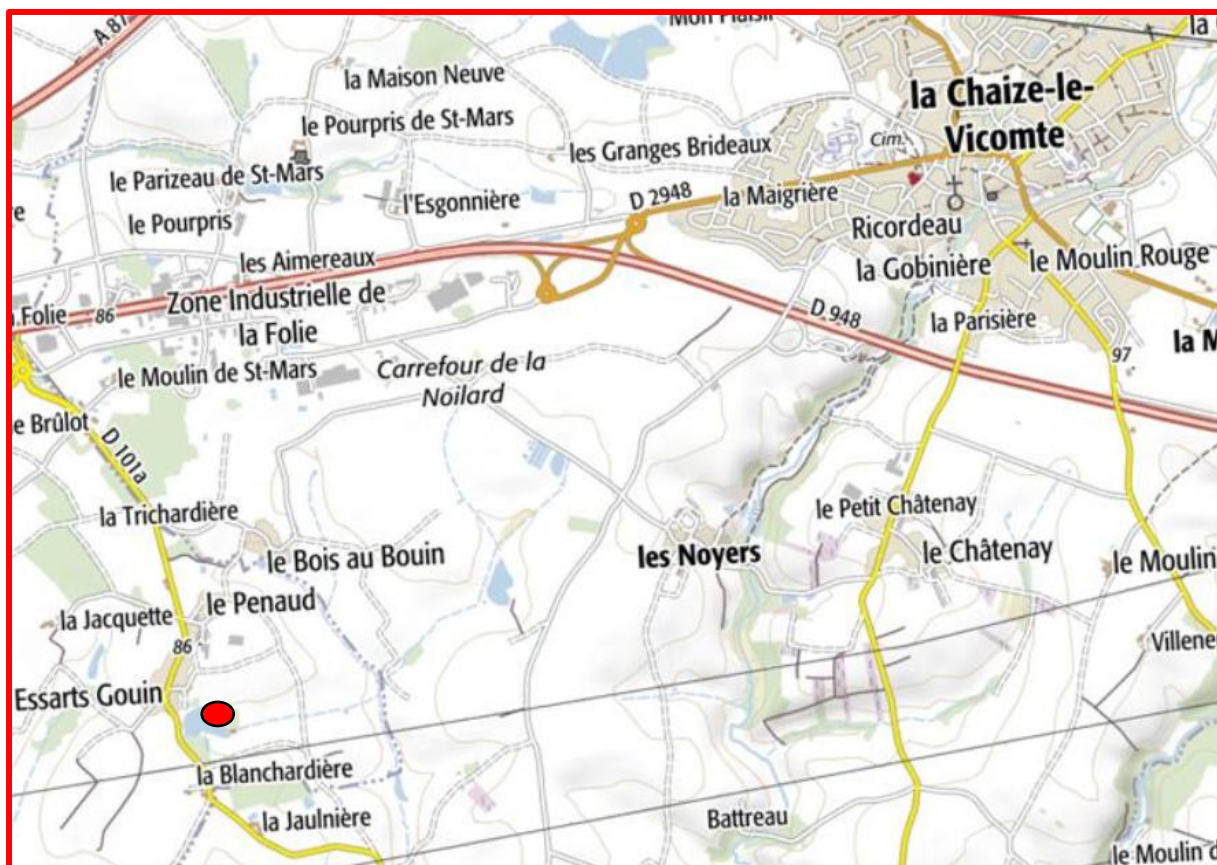 A 87
Mon Plaisir
la Maison Neuve
la Chaize-le-
Vicomte
le Pourpris de St-Mars
les Granges Brideaux
Cim.
le Parizeau de St-Mars
l'Esgonnière
D 2948
la Maigrière
le Pourpris
Ricordeau
les Aimereaux
la Gobinière
le Moulin Rouge
Zone Industrielle de
la Folie
Folie
86
D 948
la Parisière
la M
97
le Moulin de St-Mars
Carrefour de la
Noilard
e Brûlot
D 101a
la Trichardière
le Petit Châtenay
le Bois au Bouin
les Noyers
le Châtenay
le Moulin
la Jacquette
le Penaud
86
Villene
Essarts Gouin
la Blanchardière
la Jaulnière
Battreau
le Moulin d